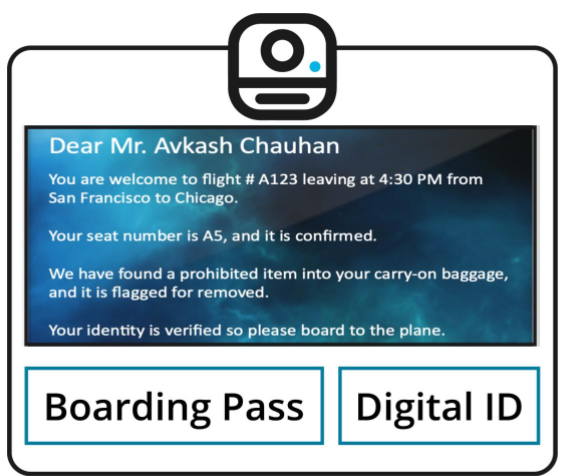 Dear Mr. Avkash Chauhan
You are welcome to flight # A123 leaving at 4:30 PM from
San Francisco to Chicago.
Your seat number is A5, and it is confirmed.
We have found a prohibited item into your carry-on baggage,
and it is flagged for removed.
Your identity is verified so please board to the plane.
Boarding Pass
Digital ID